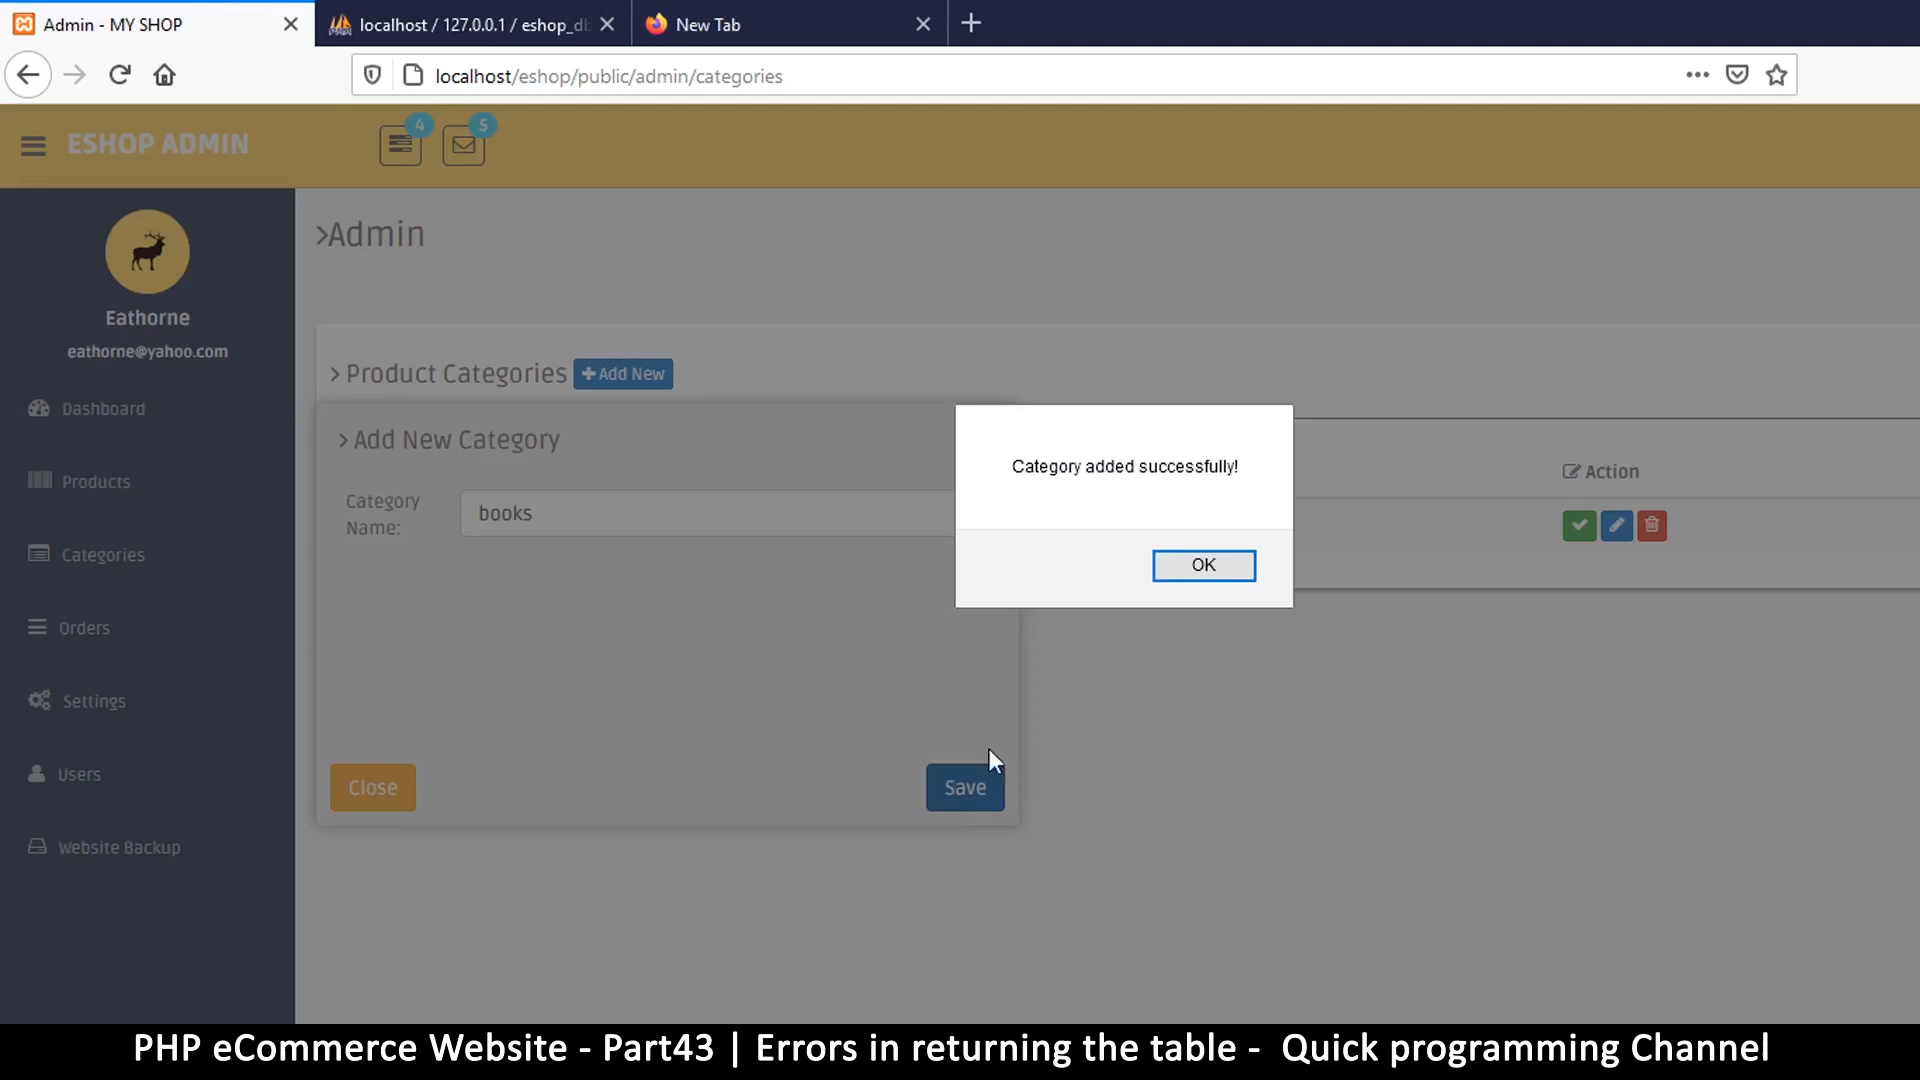 Admin - MY SHOP
localhost / 127.0.0.1 / eshop_db
New Tab
localhost/eshop/public/admin/categories
ESHOP ADMIN
4
5
Eathorne
eathorne@yahoo.com
Dashboard
Products
Categories
Orders
Settings
Users
Website Backup
>Admin
> Product Categories
+ Add New
> Add New Category
Category
Name:
books
Category added successfully!
OK
Action
Close
Save
PHP eCommerce Website - Part43 | Errors in returning the table - Quick programming Channel